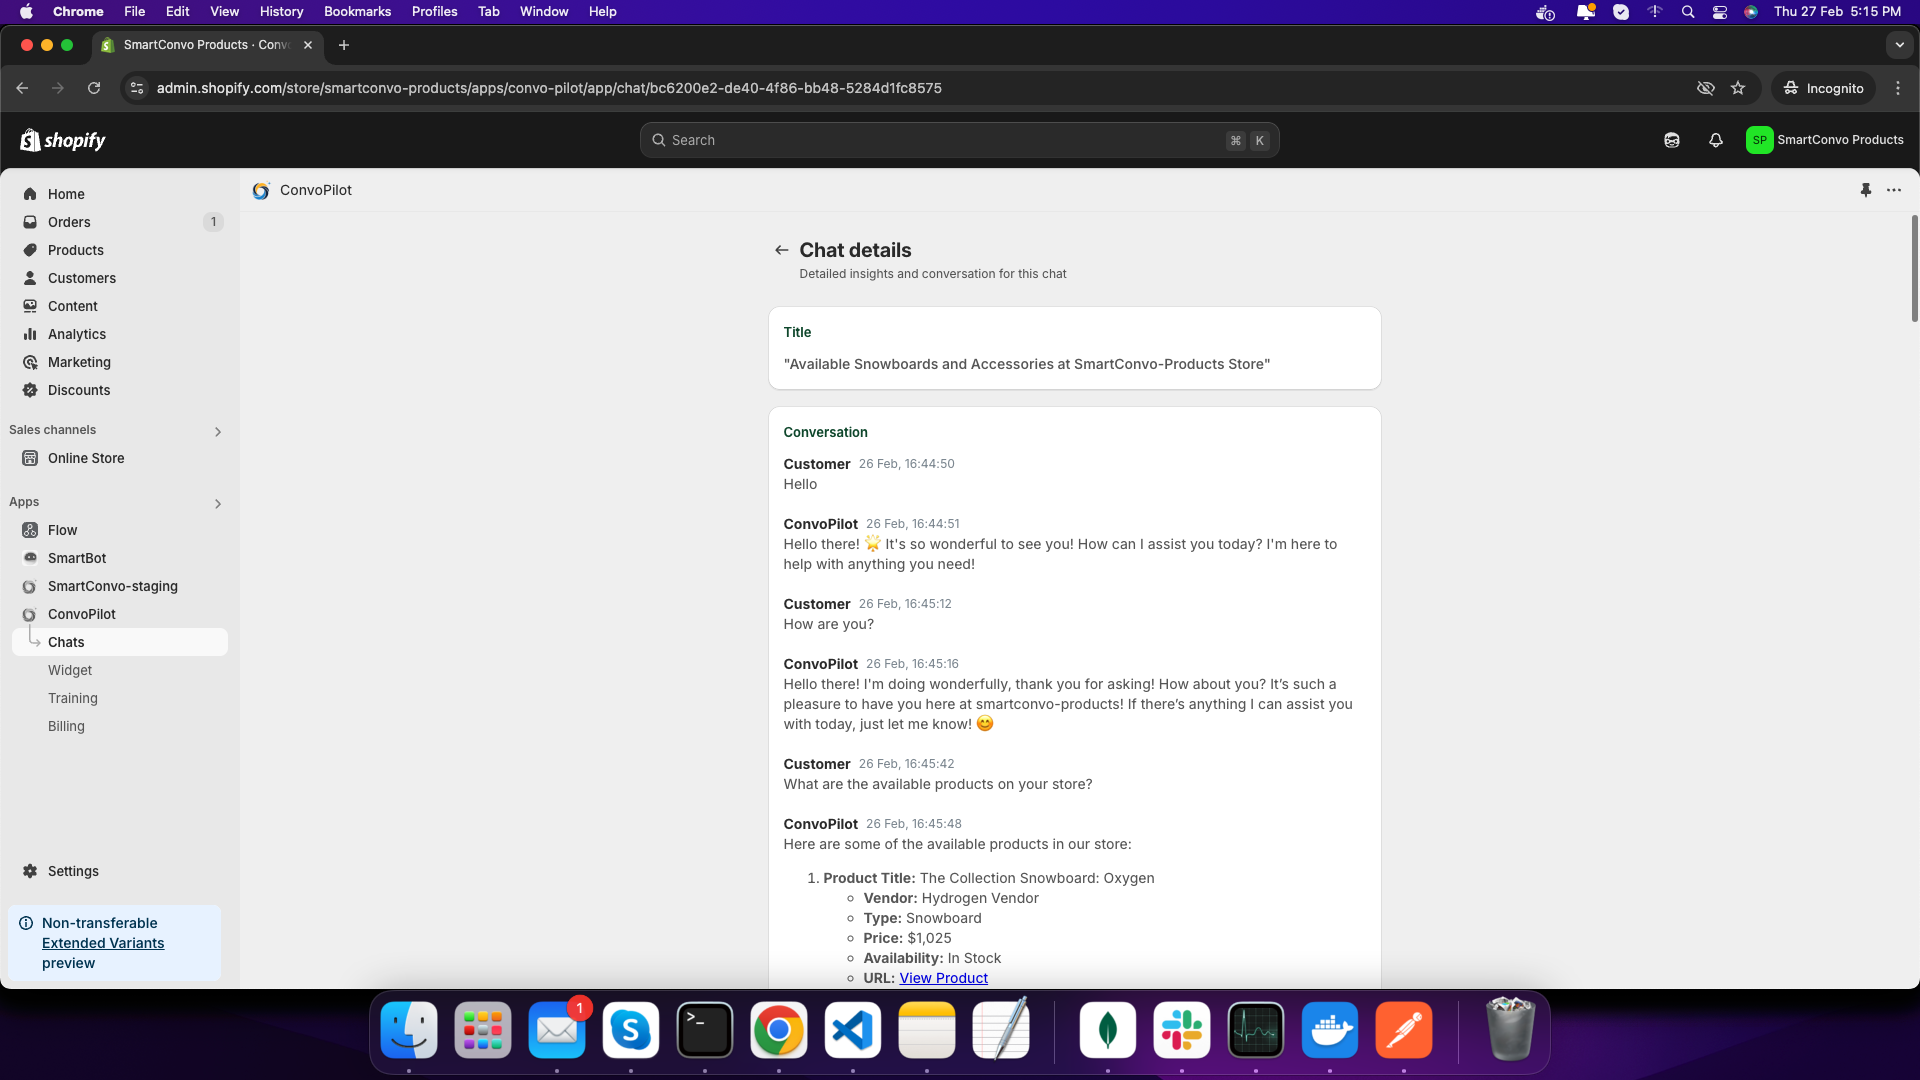 Chrome File Edit View History Bookmarks Profiles Tab Window Help Thu 27 Feb 5:15 PM
SmartConvo Products · Conv
admin.shopify.com/store/smartconvo-products/apps/convo-pilot/app/chat/bc6200e2-de40-4f86-bb48-5284d1fc8575 Incognito
shopify Search ⌘ K SP SmartConvo Products
Home
Orders 1
Products
Customers
Content
Analytics
Marketing
Discounts
Sales channels
Online Store
Apps
Flow
SmartBot
SmartConvo-staging
ConvoPilot
Chats
Widget
Training
Billing
Settings
Non-transferable
Extended Variants
preview
ConvoPilot
Chat details
Detailed insights and conversation for this chat
Title
"Available Snowboards and Accessories at SmartConvo-Products Store"
Conversation
Customer 26 Feb, 16:44:50
Hello
ConvoPilot 26 Feb, 16:44:51
Hello there! 🌟 It's so wonderful to see you! How can I assist you today? I'm here to
help with anything you need!
Customer 26 Feb, 16:45:12
How are you?
ConvoPilot 26 Feb, 16:45:16
Hello there! I'm doing wonderfully, thank you for asking! How about you? It’s such a
pleasure to have you here at smartconvo-products! If there’s anything I can assist you
with today, just let me know! 😊
Customer 26 Feb, 16:45:42
What are the available products on your store?
ConvoPilot 26 Feb, 16:45:48
Here are some of the available products in our store:
1. Product Title: The Collection Snowboard: Oxygen
Vendor: Hydrogen Vendor
Type: Snowboard
Price: $1,025
Availability: In Stock
URL: View Product
1